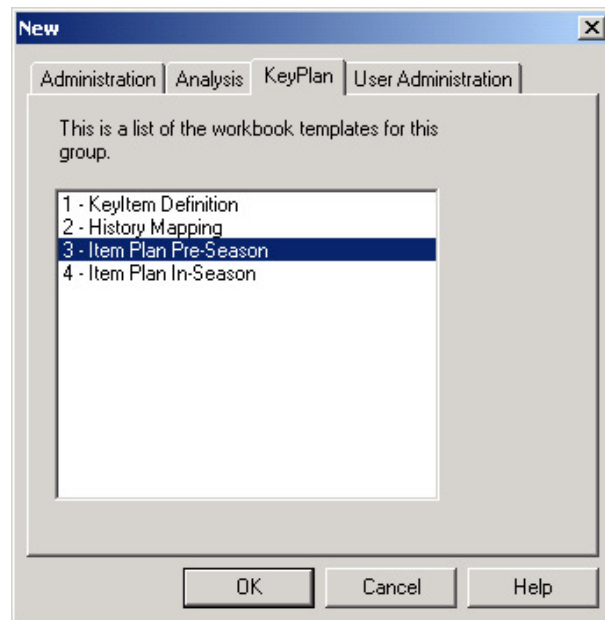 New
Administration Analysis KeyPlan User Administration
This is a list of the workbook templates for this
group.
1 - KeyItem Definition
2 - History Mapping
3 - Item Plan Pre-Season
4 - Item Plan In-Season
OK Cancel Help